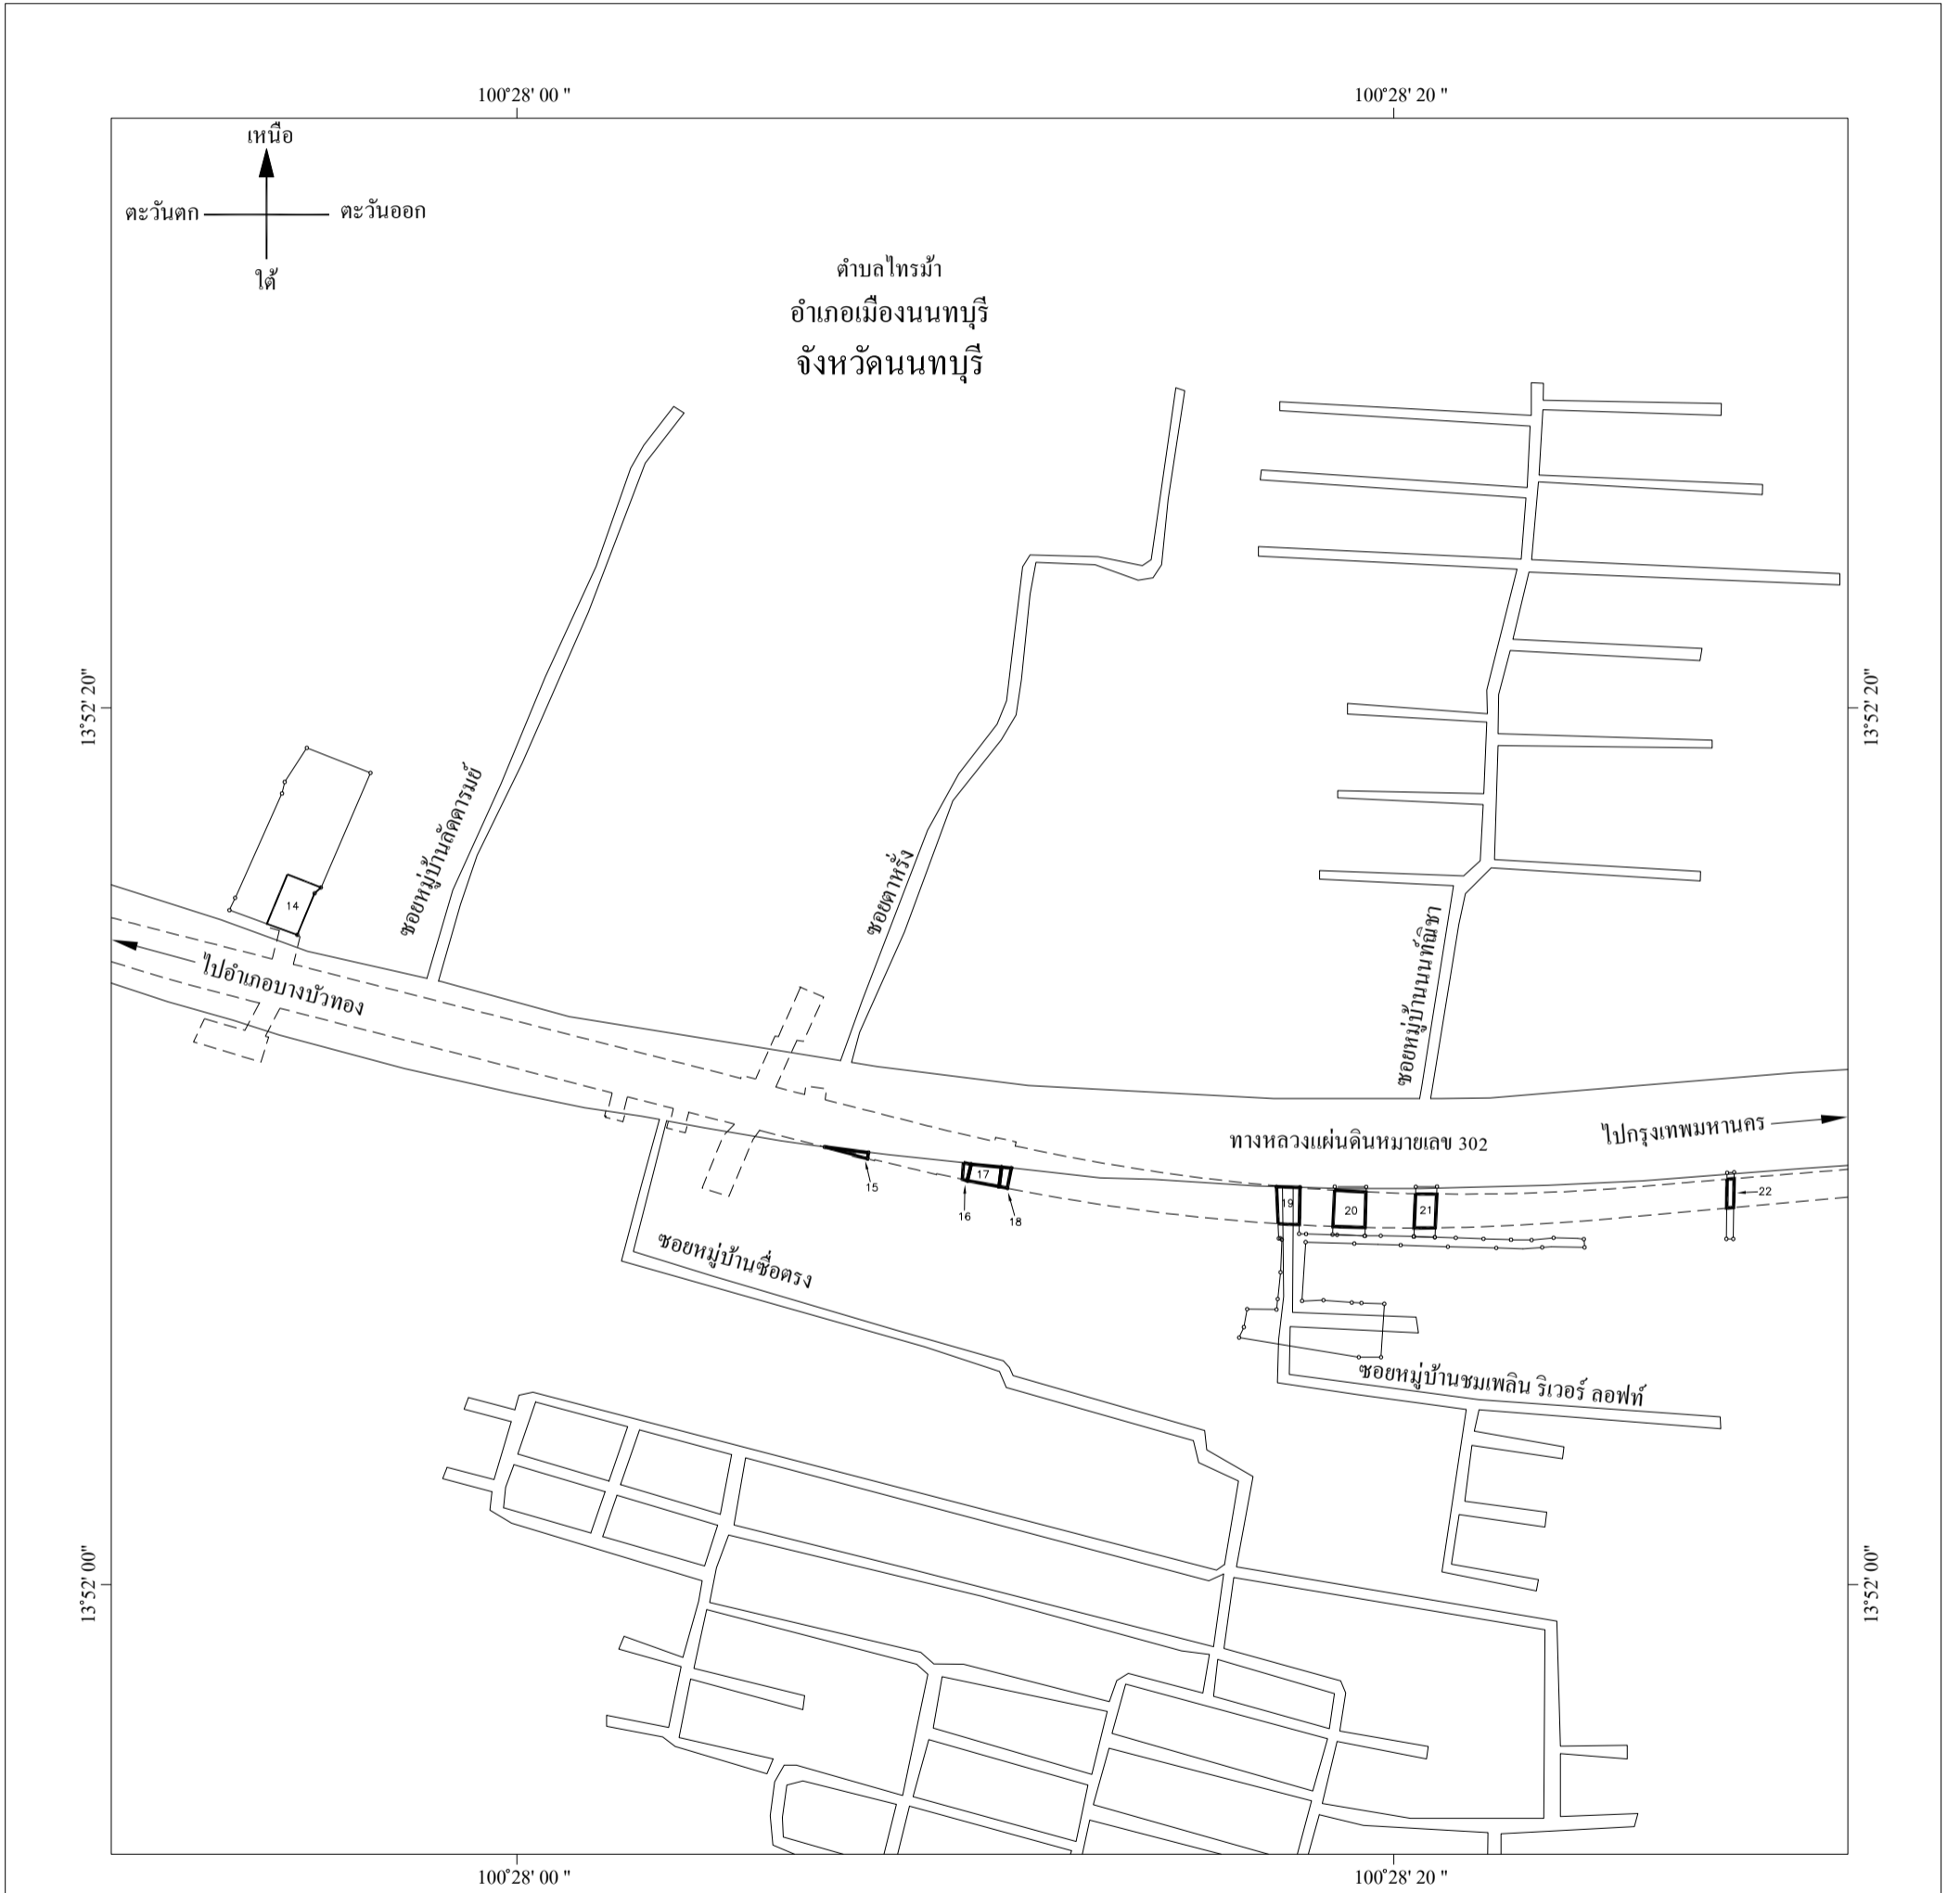 100°28' 00 "
100°28' 20 "
เหนือ
ตะวันตก
ตะวันออก
ใต้
ตำบลไทรม้า
อำเภอเมืองนนทบุรี
จังหวัดนนทบุรี
13°52' 20"
13°52' 20"
ซอยหมู่บ้านลัดดารมย์
ซอยตาหรั่ง
ซอยหมู่บ้านนนท์ณิชา
14
ไปอำเภอบางบัวทอง
ทางหลวงแผ่นดินหมายเลข 302
ไปกรุงเทพมหานคร
15
16
17
18
19
20
21
22
ซอยหมู่บ้านซื่อตรง
ซอยหมู่บ้านชมเพลิน ริเวอร์ ลอฟท์
13°52' 00"
13°52' 00"
100°28' 00 "
100°28' 20 "